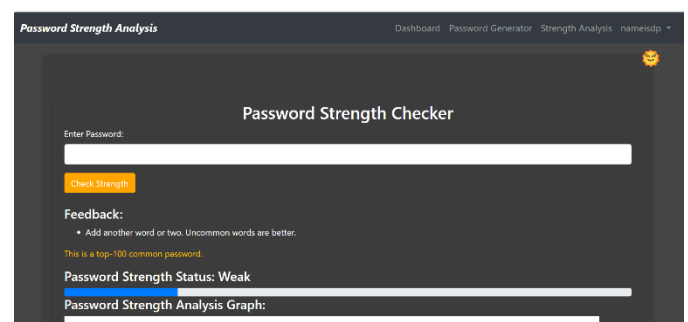 Password Strength Analysis Dashboard Password Generator Strength Analysis nameisdp
Password Strength Checker
Enter Password:
Check Strength
Feedback:
• Add another word or two. Uncommon words are better.
This is a top-100 common password.
Password Strength Status: Weak
Password Strength Analysis Graph: